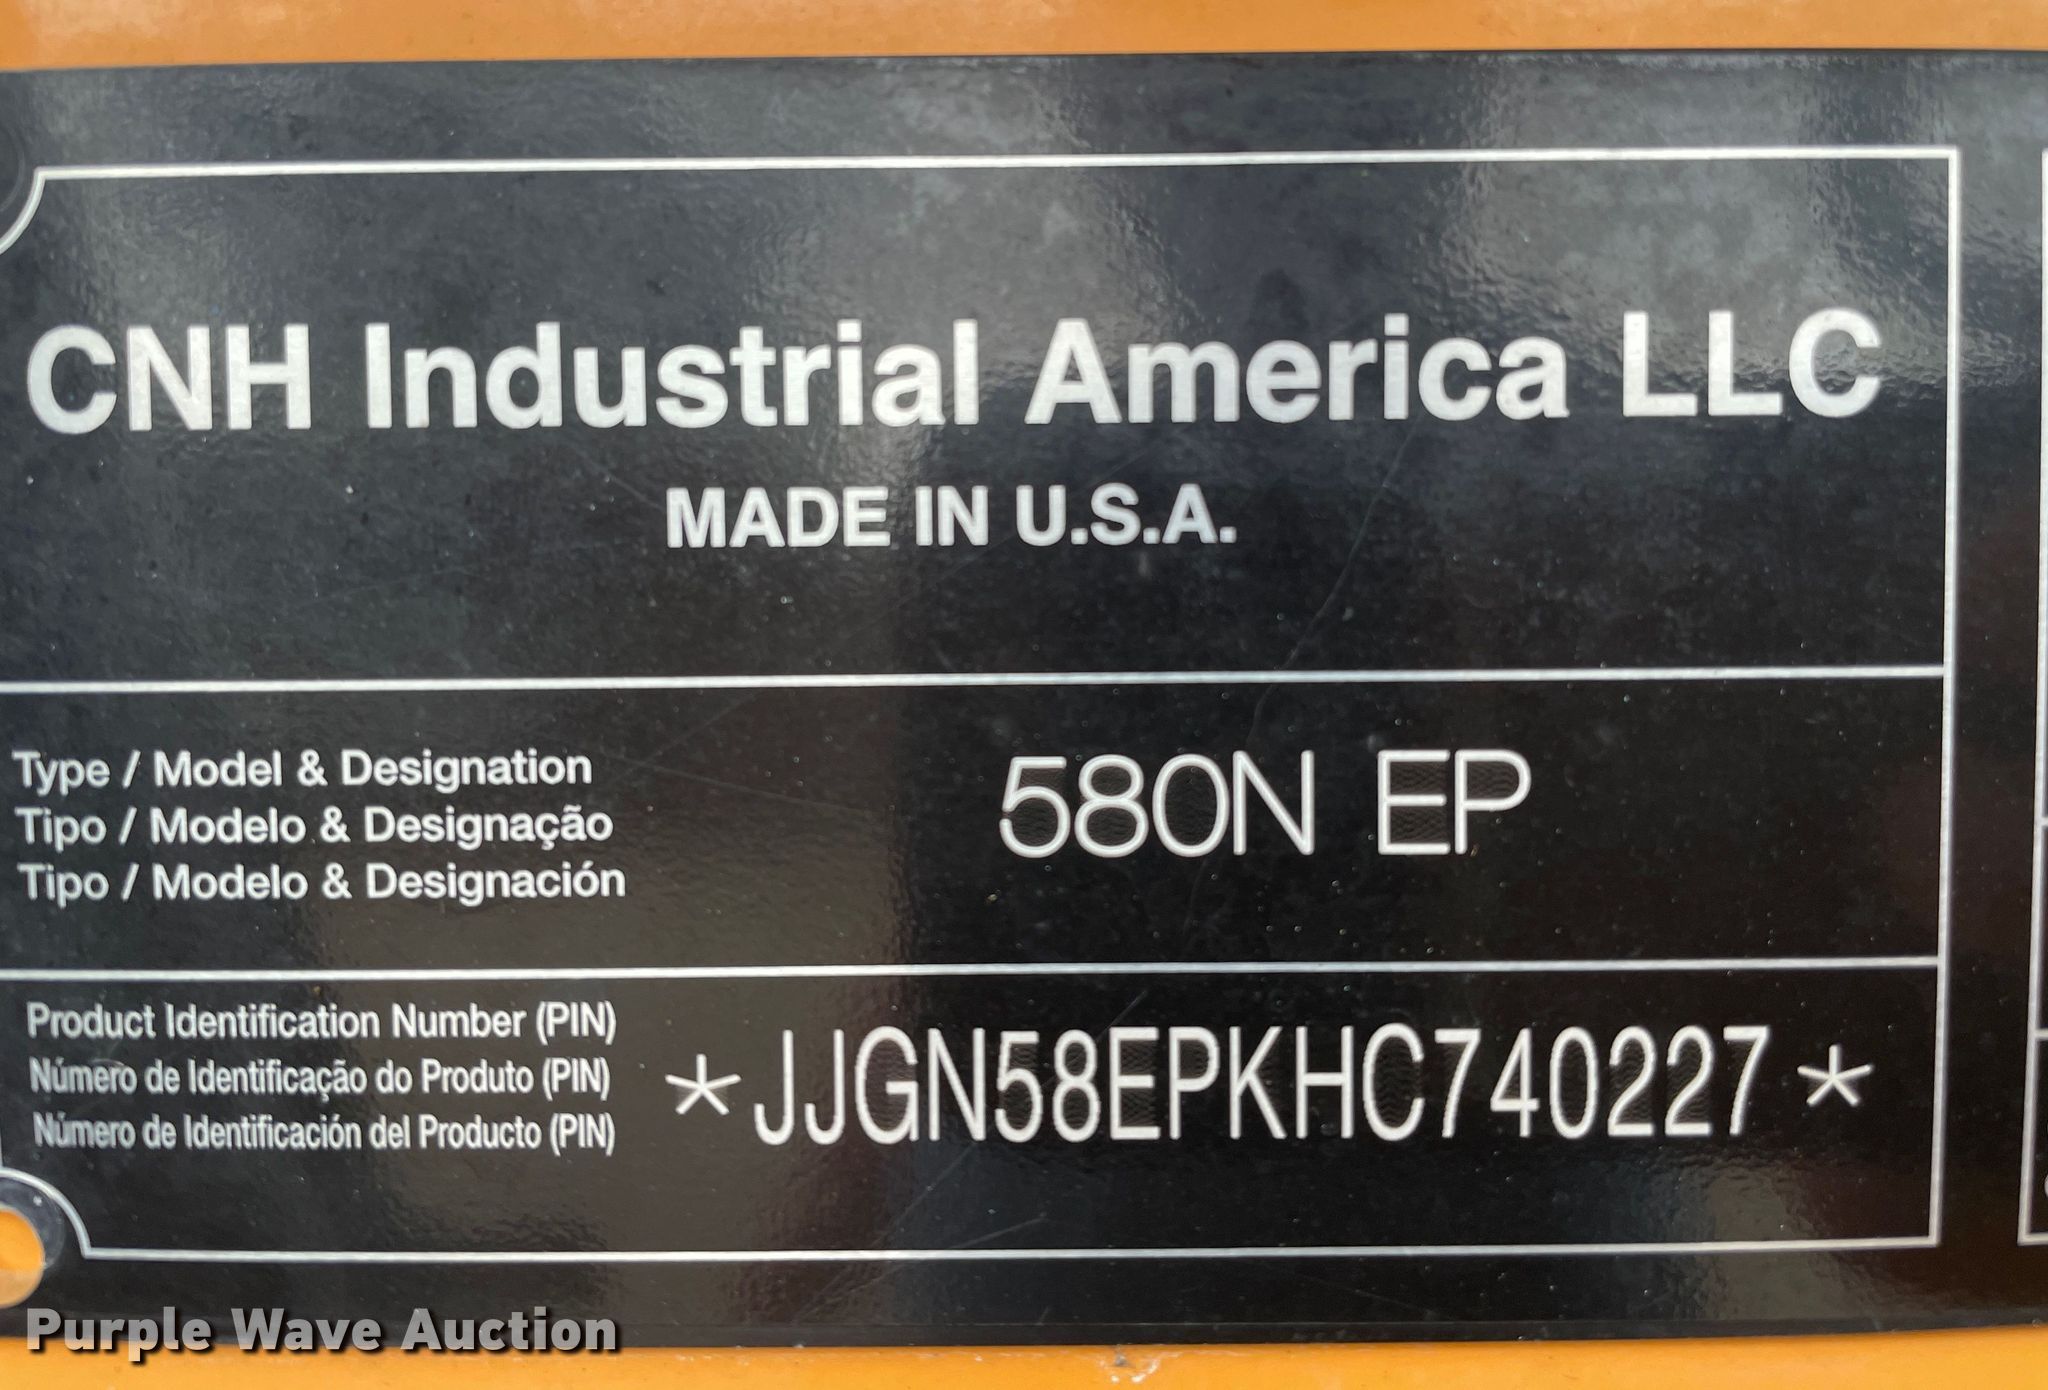 CNH Industrial America LLC
MADE IN U.S.A.
Type / Model & Designation
Tipo / Modelo & Designação
Tipo / Modelo & Designación
580N EP
Product Identification Number (PIN)
Número de Identificação do Produto (PIN)
Número de Identificación del Producto (PIN)
*JJGN58EPKHC740227*
Purple Wave Auction